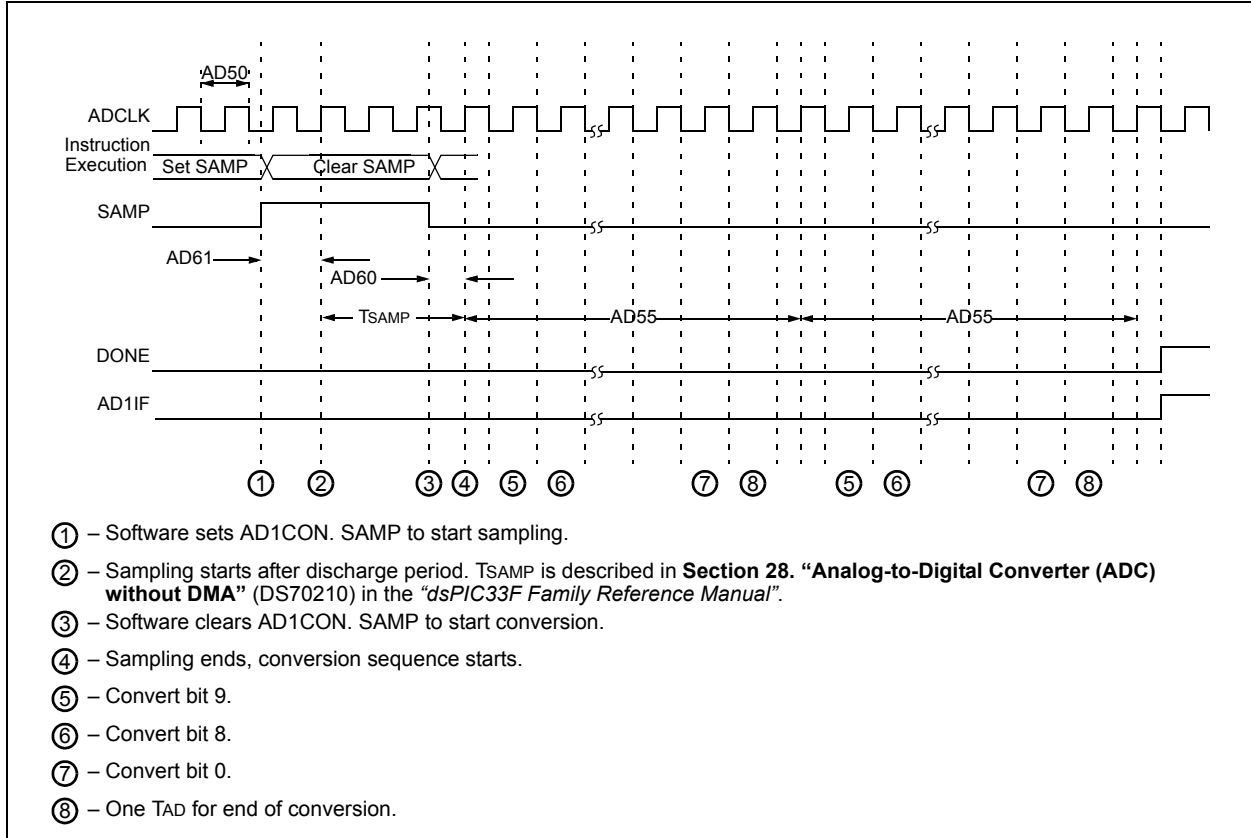 AD50
ADCLK
Instruction
Execution
Set SAMP
Clear SAMP
SAMP
AD61
AD60
TSAMP
AD55
AD55
DONE
AD1IF
1 2 3 4 5 6 7 8 5 6 7 8
1 – Software sets AD1CON. SAMP to start sampling.
2 – Sampling starts after discharge period. TSAMP is described in Section 28. “Analog-to-Digital Converter (ADC)
without DMA” (DS70210) in the “dsPIC33F Family Reference Manual”.
3 – Software clears AD1CON. SAMP to start conversion.
4 – Sampling ends, conversion sequence starts.
5 – Convert bit 9.
6 – Convert bit 8.
7 – Convert bit 0.
8 – One TAD for end of conversion.